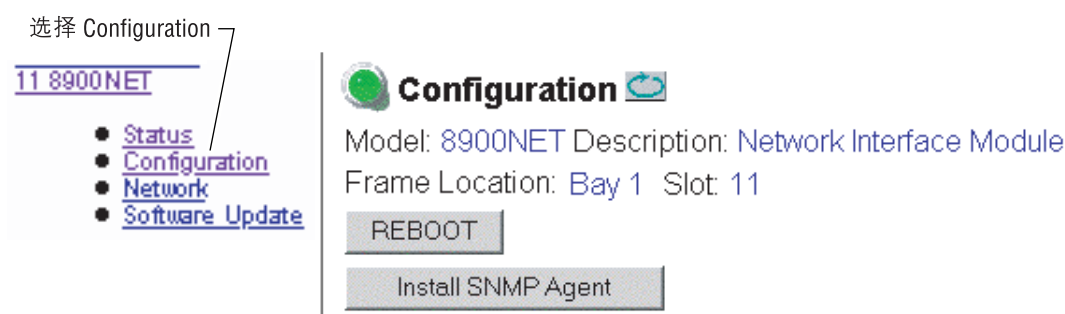 选择 Configuration
11 8900NET
Status
Configuration
Network
Software Update
Configuration
Model: 8900NET Description: Network Interface Module
Frame Location: Bay 1 Slot: 11
REBOOT
Install SNMP Agent